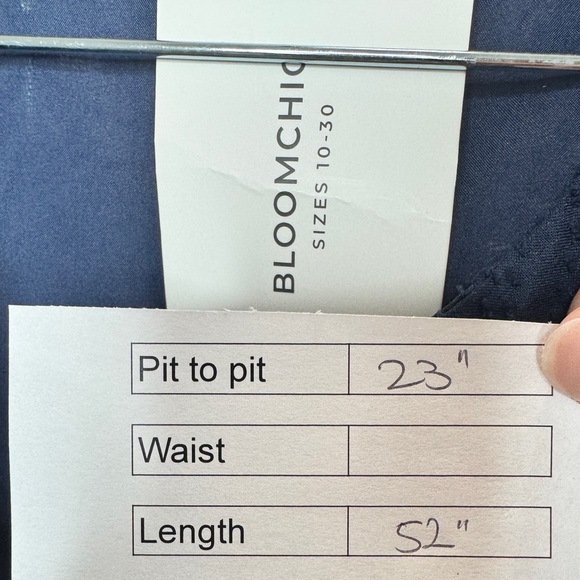 BLOOMCHIC
SIZES 10-30
Pit to pit 23"
Waist
Length 52"